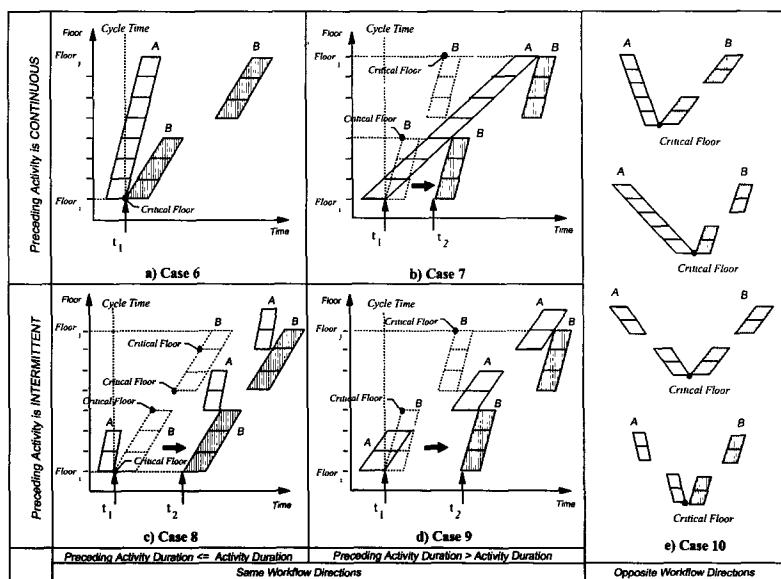 Preceding Activity is CONTINUOUS
Floor
Cycle Time
Floor j
A
B
Critical Floor
Floor i
t1
Time
a) Case 6
Floor
Cycle Time
Floor j
B
Critical Floor
A
B
Critical Floor
B
B
Floor i
t1
t2
Time
b) Case 7
Preceding Activity is INTERMITTENT
Floor
Cycle Time
Floor j
B
A
B
Critical Floor
A
Critical Floor
Critical Floor
A
B
B
Critical Floor
Floor i
t1
t2
Time
c) Case 8
Floor
Cycle Time
Floor j
B
A
B
Critical Floor
A
Critical Floor
B
B
A
Floor i
t1
t2
Time
d) Case 9
A
B
Critical Floor
A
B
Critical Floor
A
B
Critical Floor
A
B
Critical Floor
e) Case 10
Preceding Activity Duration <= Activity Duration
Preceding Activity Duration > Activity Duration
Same Workflow Directions
Opposite Workflow Directions